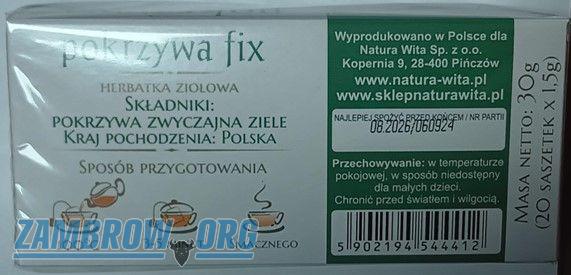 pokrzywa fix
HERBATKA ZIOŁOWA
SKŁADNIKI:
POKRZYWA ZWYCZAJNA ZIELE
KRAJ POCHODZENIA: POLSKA
SPOSÓB PRZYGOTOWANIA
SMACZNEGO
ZAMBROW.ORG
Wyprodukowano w Polsce dla
Natura Wita Sp. z o.o.
Kopernia 9, 28-400 Pińczów
www.natura-wita.pl
www.sklepnaturawita.pl
NAJLEPIEJ SPOŻYĆ PRZED KOŃCEM / NR PARTII
08.2026/060924
Przechowywanie: w temperaturze
pokojowej, w sposób niedostępny
dla małych dzieci.
Chronić przed światłem i wilgocią.
5 902194 544412
MASA NETTO: 30g
(20 SASZETEK X 1,5g)